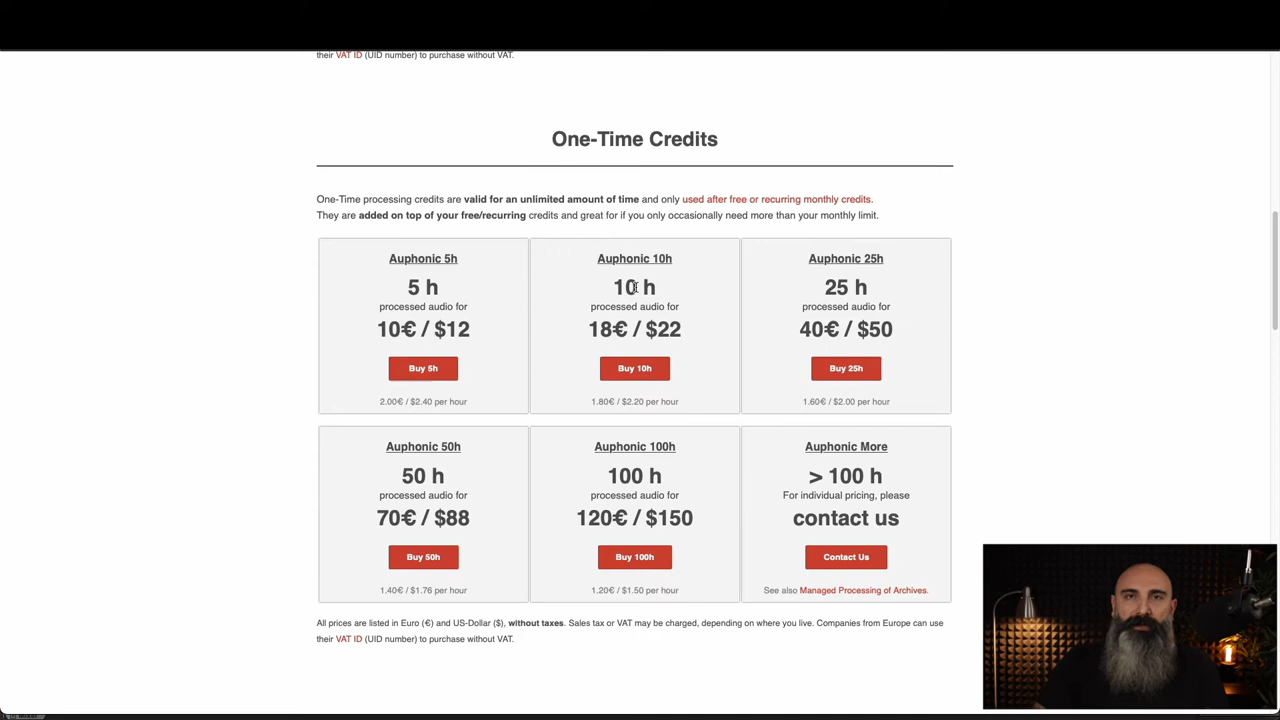 their VAT ID (UID number) to purchase without VAT.
One-Time Credits
One-Time processing credits are valid for an unlimited amount of time and only used after free or recurring monthly credits.
They are added on top of your free/recurring credits and great for if you only occasionally need more than your monthly limit.
Auphonic 5h
5 h
processed audio for
10€ / $12
Buy 5h
2.00€ / $2.40 per hour
Auphonic 10h
10 h
processed audio for
18€ / $22
Buy 10h
1.80€ / $2.20 per hour
Auphonic 25h
25 h
processed audio for
40€ / $50
Buy 25h
1.60€ / $2.00 per hour
Auphonic 50h
50 h
processed audio for
70€ / $88
Buy 50h
1.40€ / $1.76 per hour
Auphonic 100h
100 h
processed audio for
120€ / $150
Buy 100h
1.20€ / $1.50 per hour
Auphonic More
> 100 h
For individual pricing, please
contact us
Contact Us
See also Managed Processing of Archives.
All prices are listed in Euro (€) and US-Dollar ($), without taxes. Sales tax or VAT may be charged, depending on where you live. Companies from Europe can use
their VAT ID (UID number) to purchase without VAT.